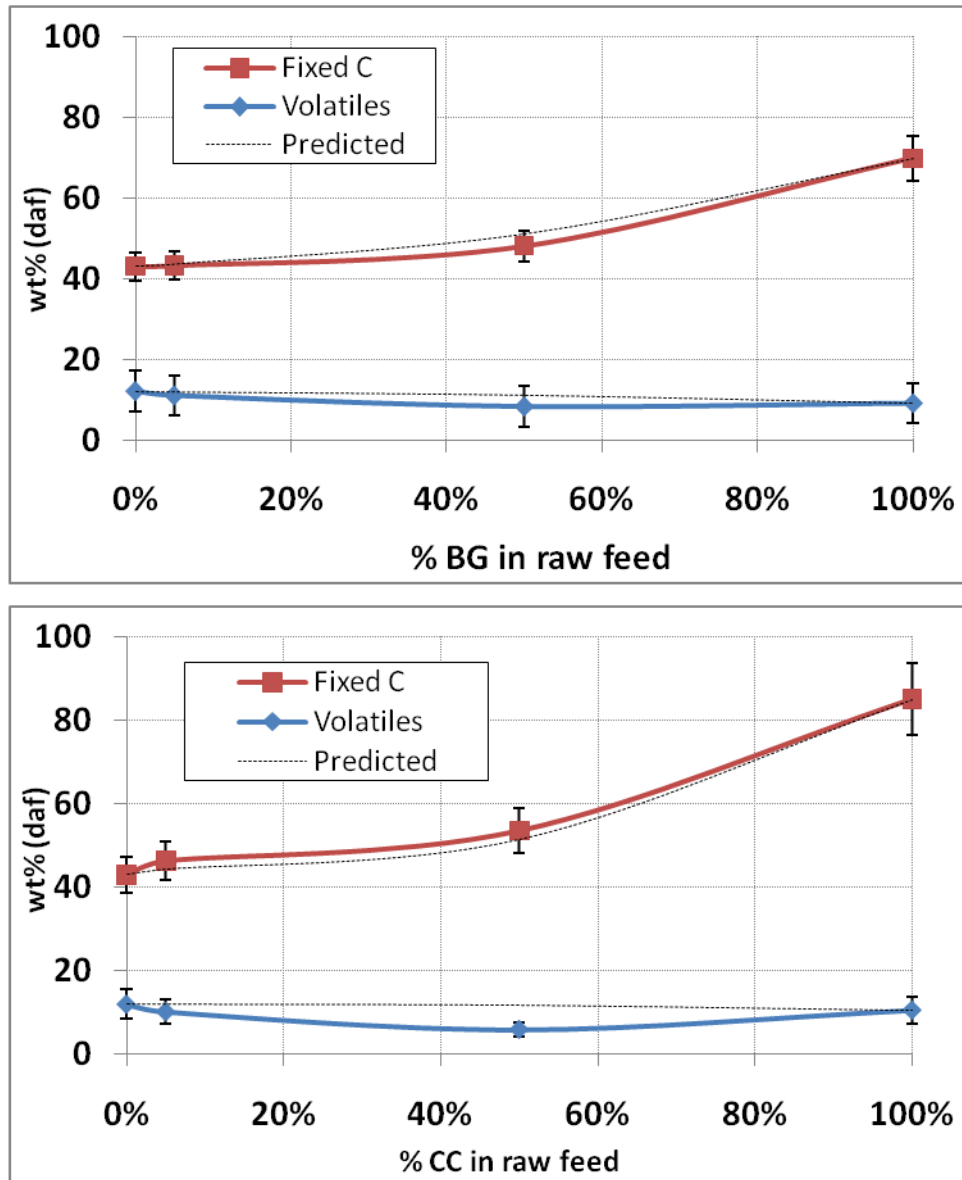 100
80
60
40
20
0
wt% (daf)
Fixed C
Volatiles
Predicted
0% 20% 40% 60% 80% 100%
% BG in raw feed
100
80
60
40
20
0
wt% (daf)
Fixed C
Volatiles
Predicted
0% 20% 40% 60% 80% 100%
% CC in raw feed